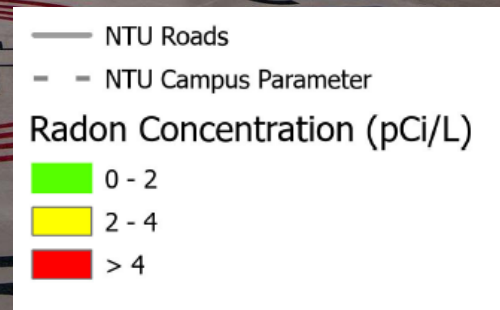 NTU Roads
NTU Campus Parameter
Radon Concentration (pCi/L)
0 - 2
2 - 4
> 4